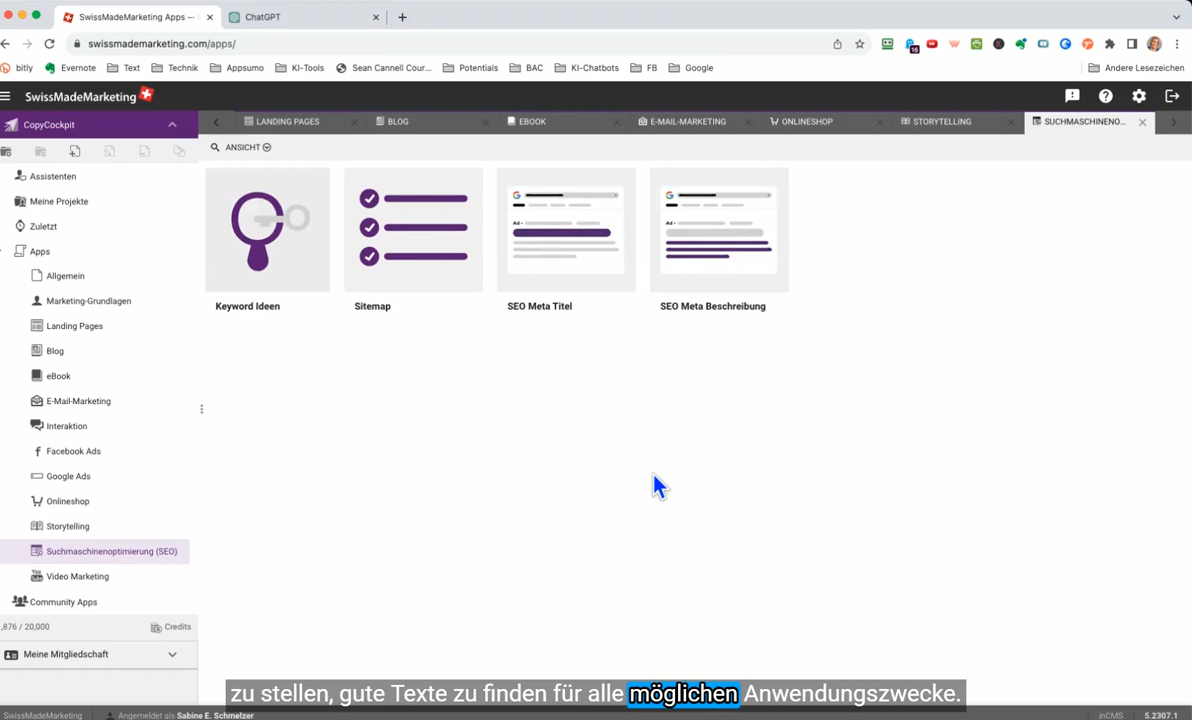 SwissMadeMarketing Apps —
ChatGPT
swissmademarketing.com/apps/
16
bitly
Evernote
Text
Technik
Appsumo
KI-Tools
Sean Cannell Cour...
Potentials
BAC
KI-Chatbots
FB
Google
Andere Lesezeichen
SwissMadeMarketing
CopyCockpit
LANDING PAGES
BLOG
EBOOK
E-MAIL-MARKETING
ONLINESHOP
STORYTELLING
SUCHMASCHINENO...
ANSICHT
Assistenten
Meine Projekte
Zuletzt
Apps
Allgemein
Marketing-Grundlagen
Landing Pages
Blog
eBook
E-Mail-Marketing
Interaktion
Facebook Ads
Google Ads
Onlineshop
Storytelling
Suchmaschinenoptimierung (SEO)
Video Marketing
Community Apps
,876 / 20,000
Credits
Meine Mitgliedschaft
G
Ad •
G
Ad •
Keyword Ideen
Sitemap
SEO Meta Titel
SEO Meta Beschreibung
zu stellen, gute Texte zu finden für alle möglichen Anwendungszwecke.
SwissMadeMarketing
Angemeldet als Sabine E. Schmelzer
inCMS
5.2307.1